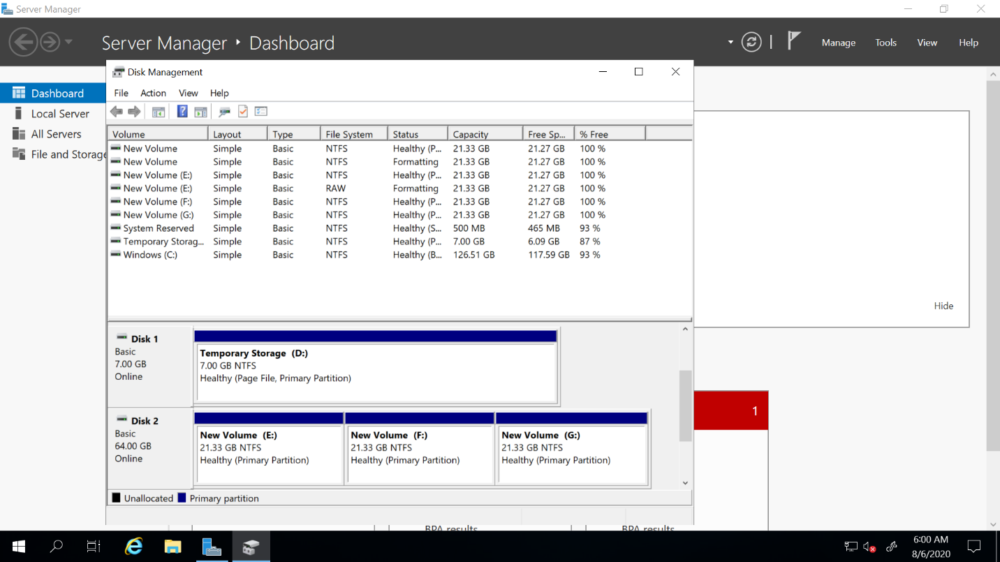 Server Manager
Server Manager ‣ Dashboard
Manage Tools View Help
Dashboard
Local Server
All Servers
File and Storage
Disk Management
File Action View Help
Volume Layout Type File System Status Capacity Free Sp... % Free
New Volume Simple Basic NTFS Healthy (P... 21.33 GB 21.27 GB 100 %
New Volume Simple Basic NTFS Formatting 21.33 GB 21.27 GB 100 %
New Volume (E:) Simple Basic NTFS Healthy (P... 21.33 GB 21.27 GB 100 %
New Volume (E:) Simple Basic RAW Formatting 21.33 GB 21.27 GB 100 %
New Volume (F:) Simple Basic NTFS Healthy (P... 21.33 GB 21.27 GB 100 %
New Volume (G:) Simple Basic NTFS Healthy (P... 21.33 GB 21.27 GB 100 %
System Reserved Simple Basic NTFS Healthy (S... 500 MB 465 MB 93 %
Temporary Storag... Simple Basic NTFS Healthy (P... 7.00 GB 6.09 GB 87 %
Windows (C:) Simple Basic NTFS Healthy (B... 126.51 GB 117.59 GB 93 %
Hide
Disk 1
Basic
7.00 GB
Online
Temporary Storage (D:)
7.00 GB NTFS
Healthy (Page File, Primary Partition)
1
Disk 2
Basic
64.00 GB
Online
New Volume (E:)
21.33 GB NTFS
Healthy (Primary Partition)
New Volume (F:)
21.33 GB NTFS
Healthy (Primary Partition)
New Volume (G:)
21.33 GB NTFS
Healthy (Primary Partition)
Unallocated Primary partition
BPA results BPA results
6:00 AM
8/6/2020